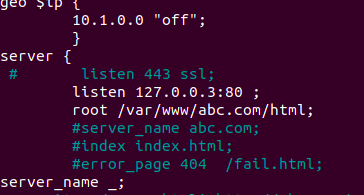 geo $ip {
10.1.0.0 "off";
}
server {
# listen 443 ssl;
listen 127.0.0.3:80 ;
root /var/www/abc.com/html;
#server_name abc.com;
#index index.html;
#error_page 404 /fail.html;
server_name _;